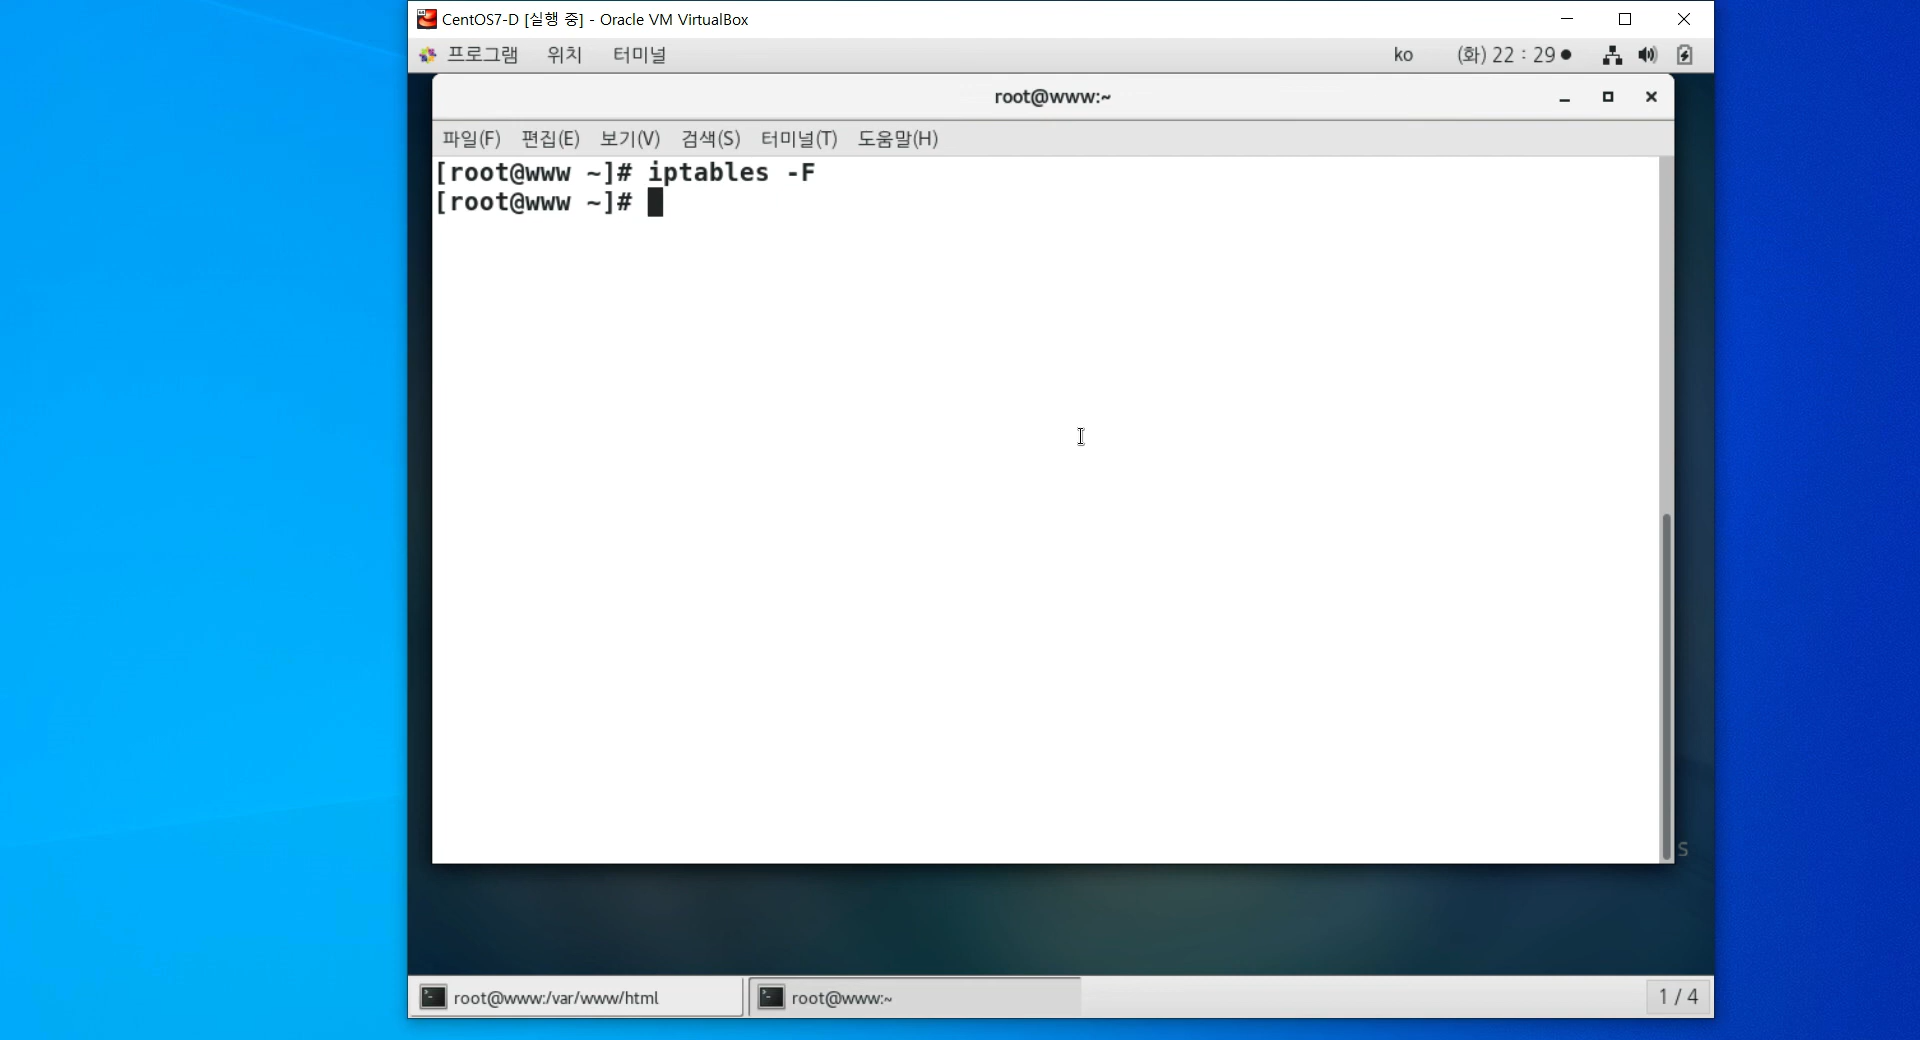 CentOS7-D [실행 중] - Oracle VM VirtualBox
프로그램 위치 터미널 ko (화) 22 : 29
root@www:~
파일(F) 편집(E) 보기(V) 검색(S) 터미널(T) 도움말(H)
[root@www ~]# iptables -F
[root@www ~]#
S
root@www:/var/www/html root@www:~ 1 / 4